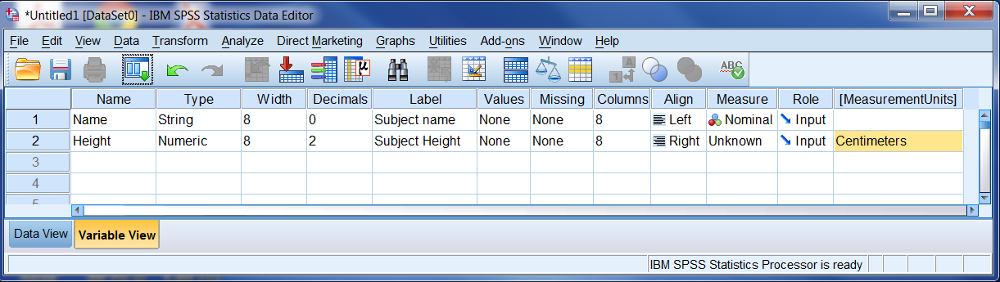 *Untitled1 [DataSet0] - IBM SPSS Statistics Data Editor
File Edit View Data Transform Analyze Direct Marketing Graphs Utilities Add-ons Window Help
μ A 1 ABC
Name Type Width Decimals Label Values Missing Columns Align Measure Role [MeasurementUnits]
1 Name String 8 0 Subject name None None 8 Left Nominal Input
2 Height Numeric 8 2 Subject Height None None 8 Right Unknown Input Centimeters
3
4
5
Data View Variable View
IBM SPSS Statistics Processor is ready